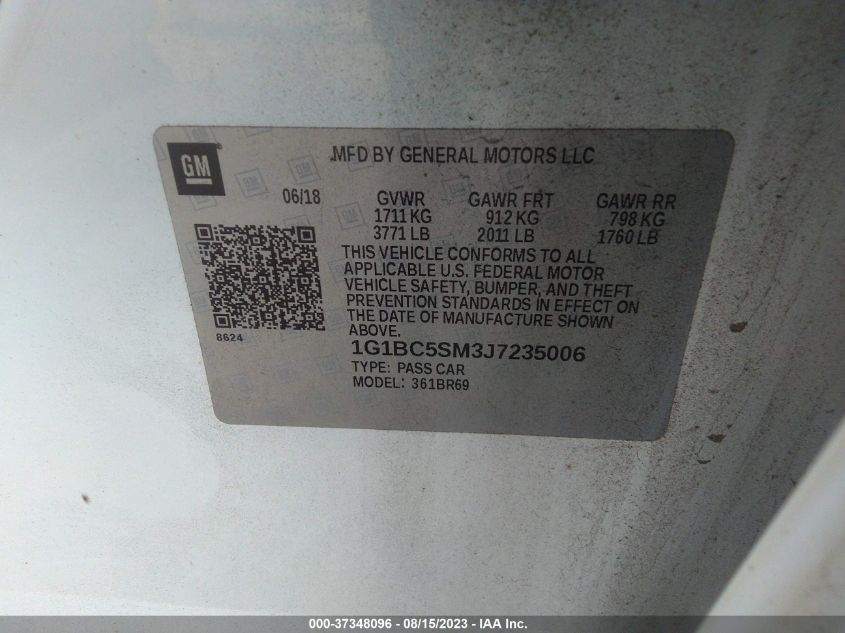 GM
MFD BY GENERAL MOTORS LLC
06/18
GVWR GAWR FRT GAWR RR
1711 KG 912 KG 798 KG
3771 LB 2011 LB 1760 LB
THIS VEHICLE CONFORMS TO ALL
APPLICABLE U.S. FEDERAL MOTOR
VEHICLE SAFETY, BUMPER, AND THEFT
PREVENTION STANDARDS IN EFFECT ON
THE DATE OF MANUFACTURE SHOWN
ABOVE.
8624
1G1BC5SM3J7235006
TYPE: PASS CAR
MODEL: 361BR69
000-37348096 - 08/15/2023 - IAA Inc.